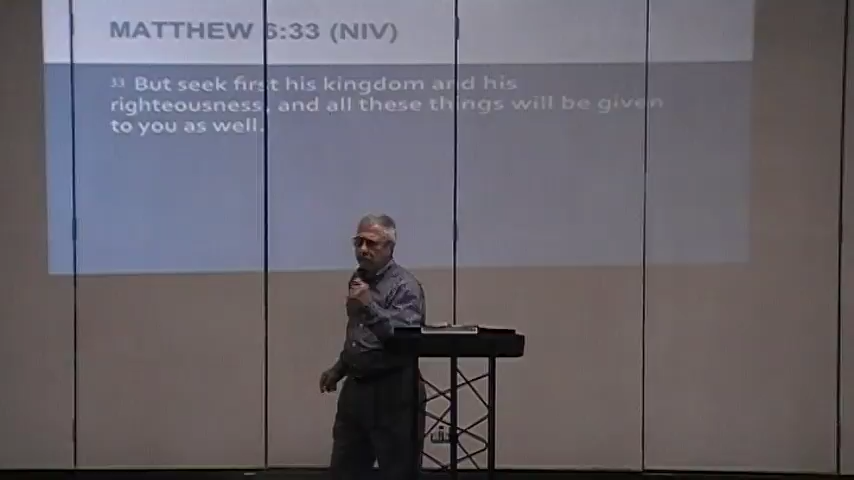 MATTHEW 6:33 (NIV)
33 But seek first his kingdom and his
righteousness, and all these things will be given
to you as well.